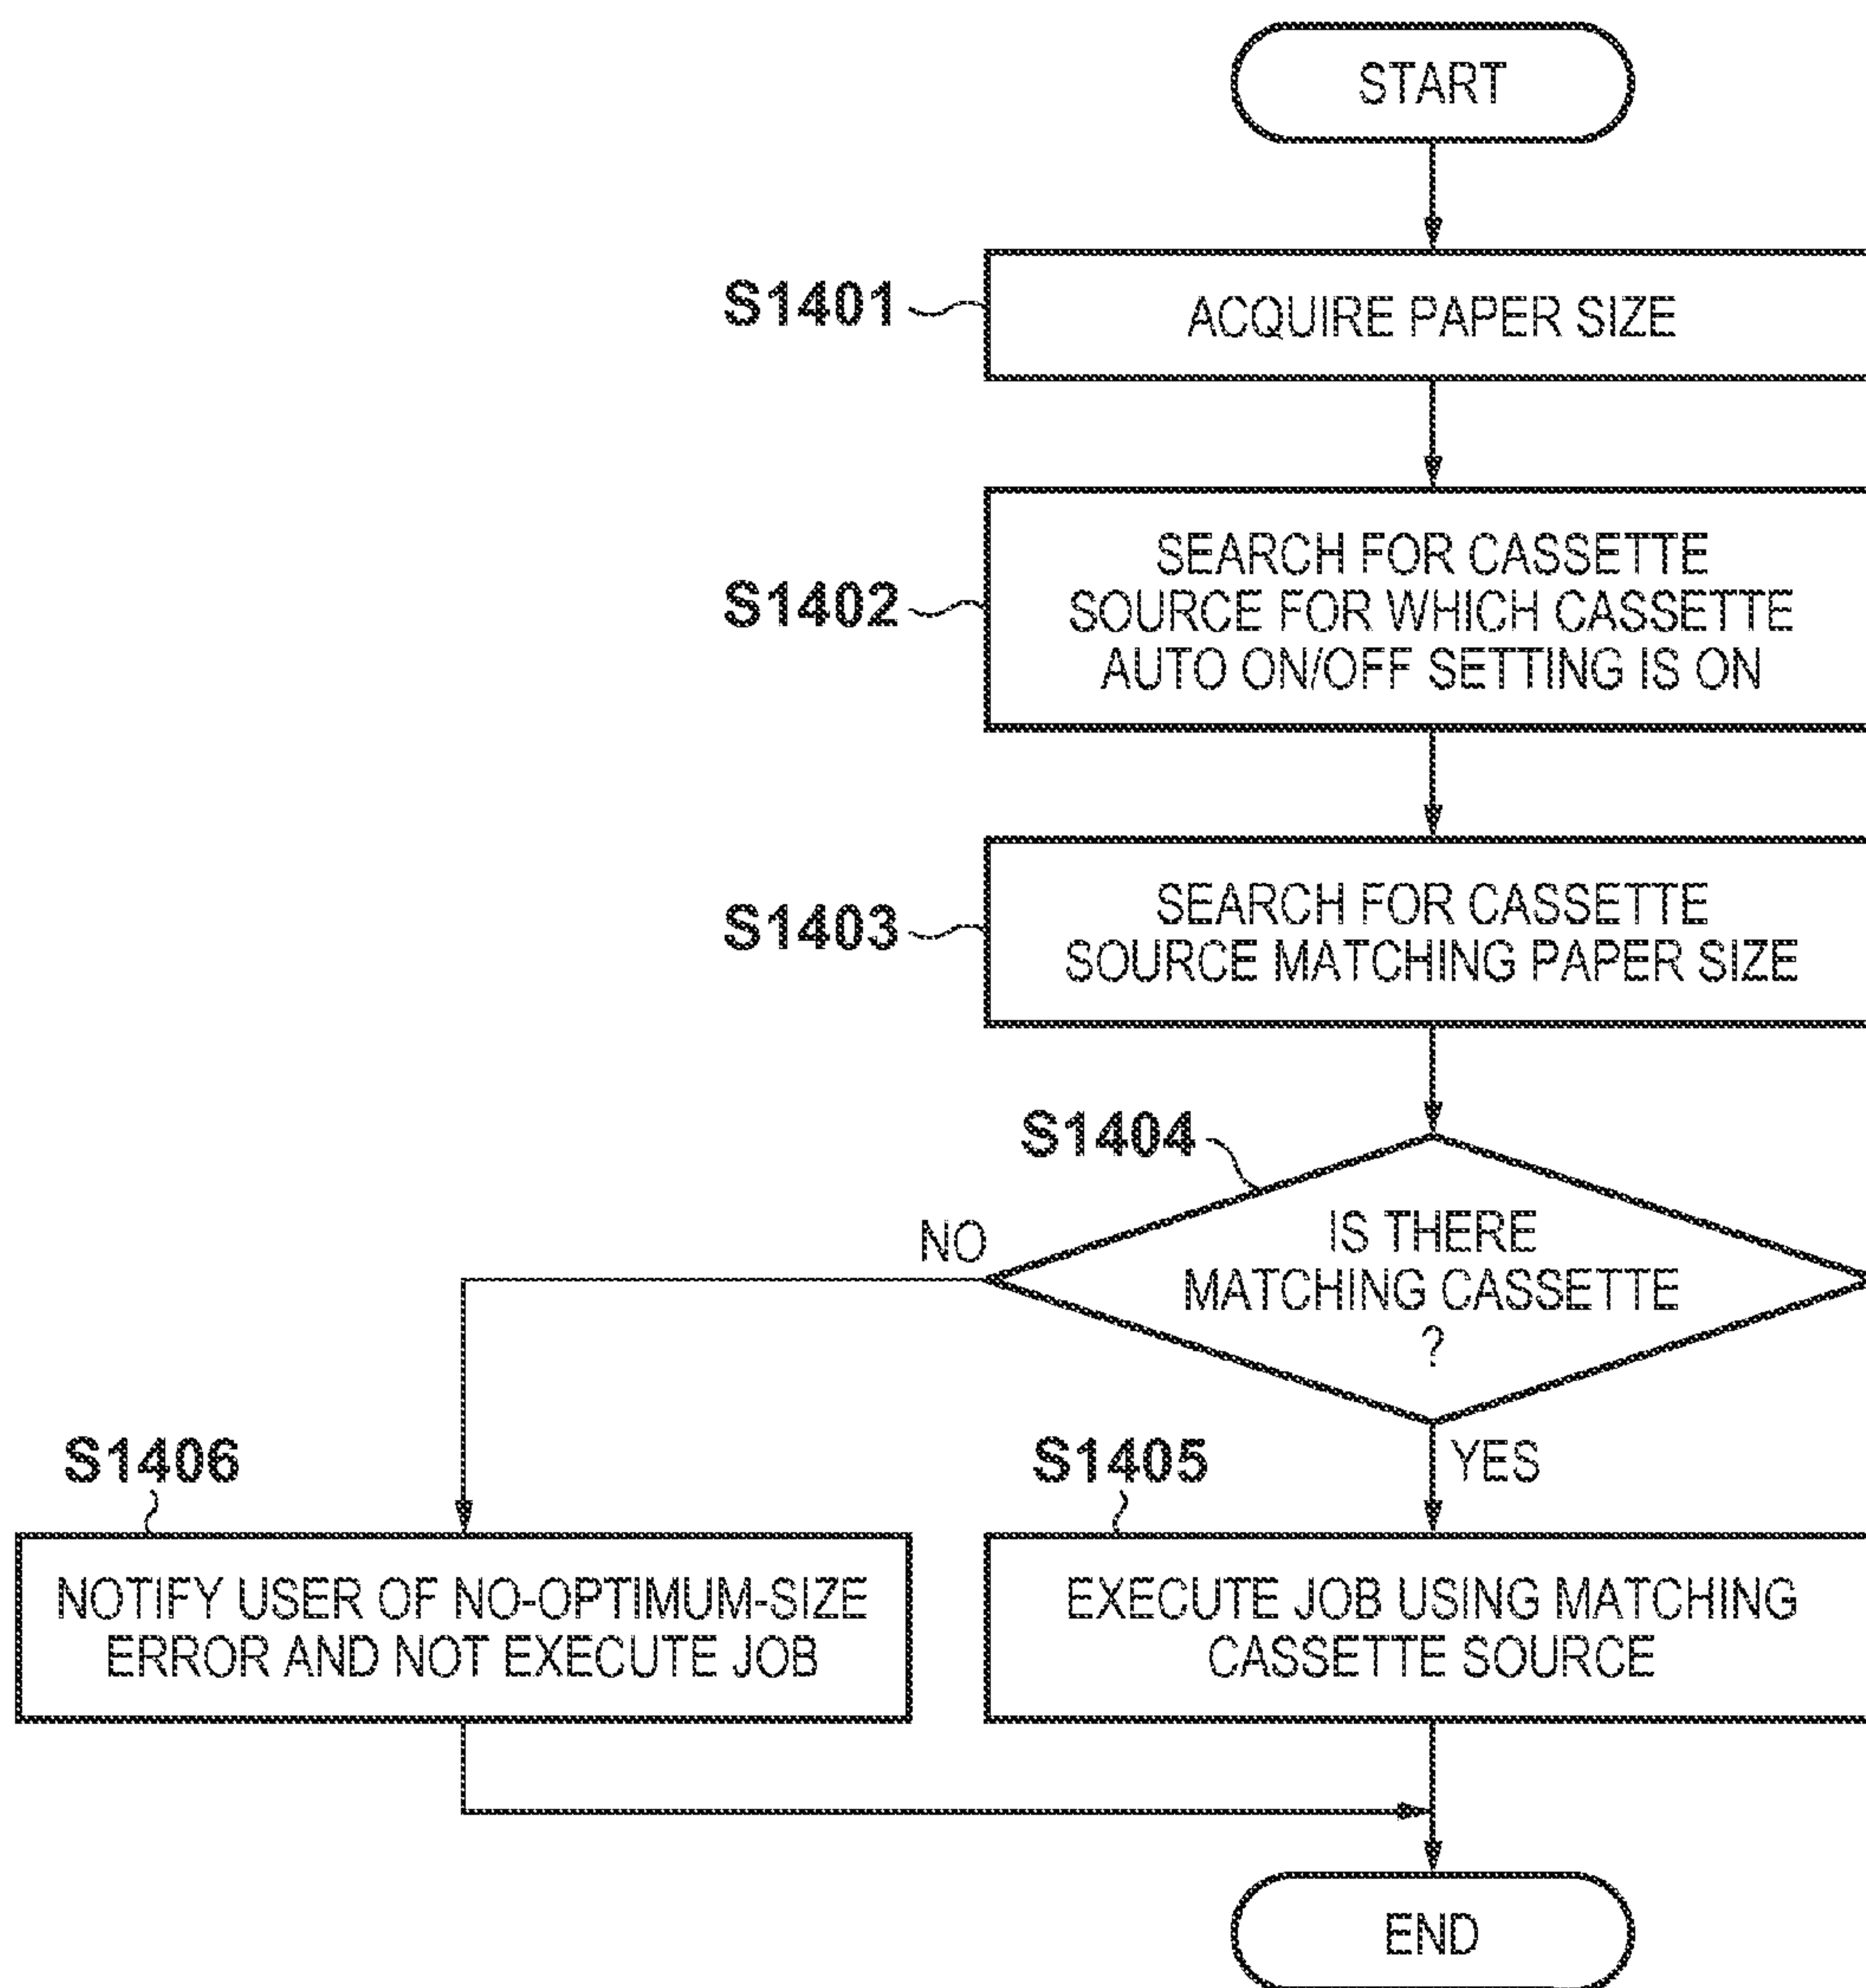 START
S1401
ACQUIRE PAPER SIZE
S1402
SEARCH FOR CASSETTE
SOURCE FOR WHICH CASSETTE
AUTO ON/OFF SETTING IS ON
S1403
SEARCH FOR CASSETTE
SOURCE MATCHING PAPER SIZE
S1404
IS THERE
MATCHING CASSETTE
?
NO
YES
S1406
NOTIFY USER OF NO-OPTIMUM-SIZE
ERROR AND NOT EXECUTE JOB
S1405
EXECUTE JOB USING MATCHING
CASSETTE SOURCE
END